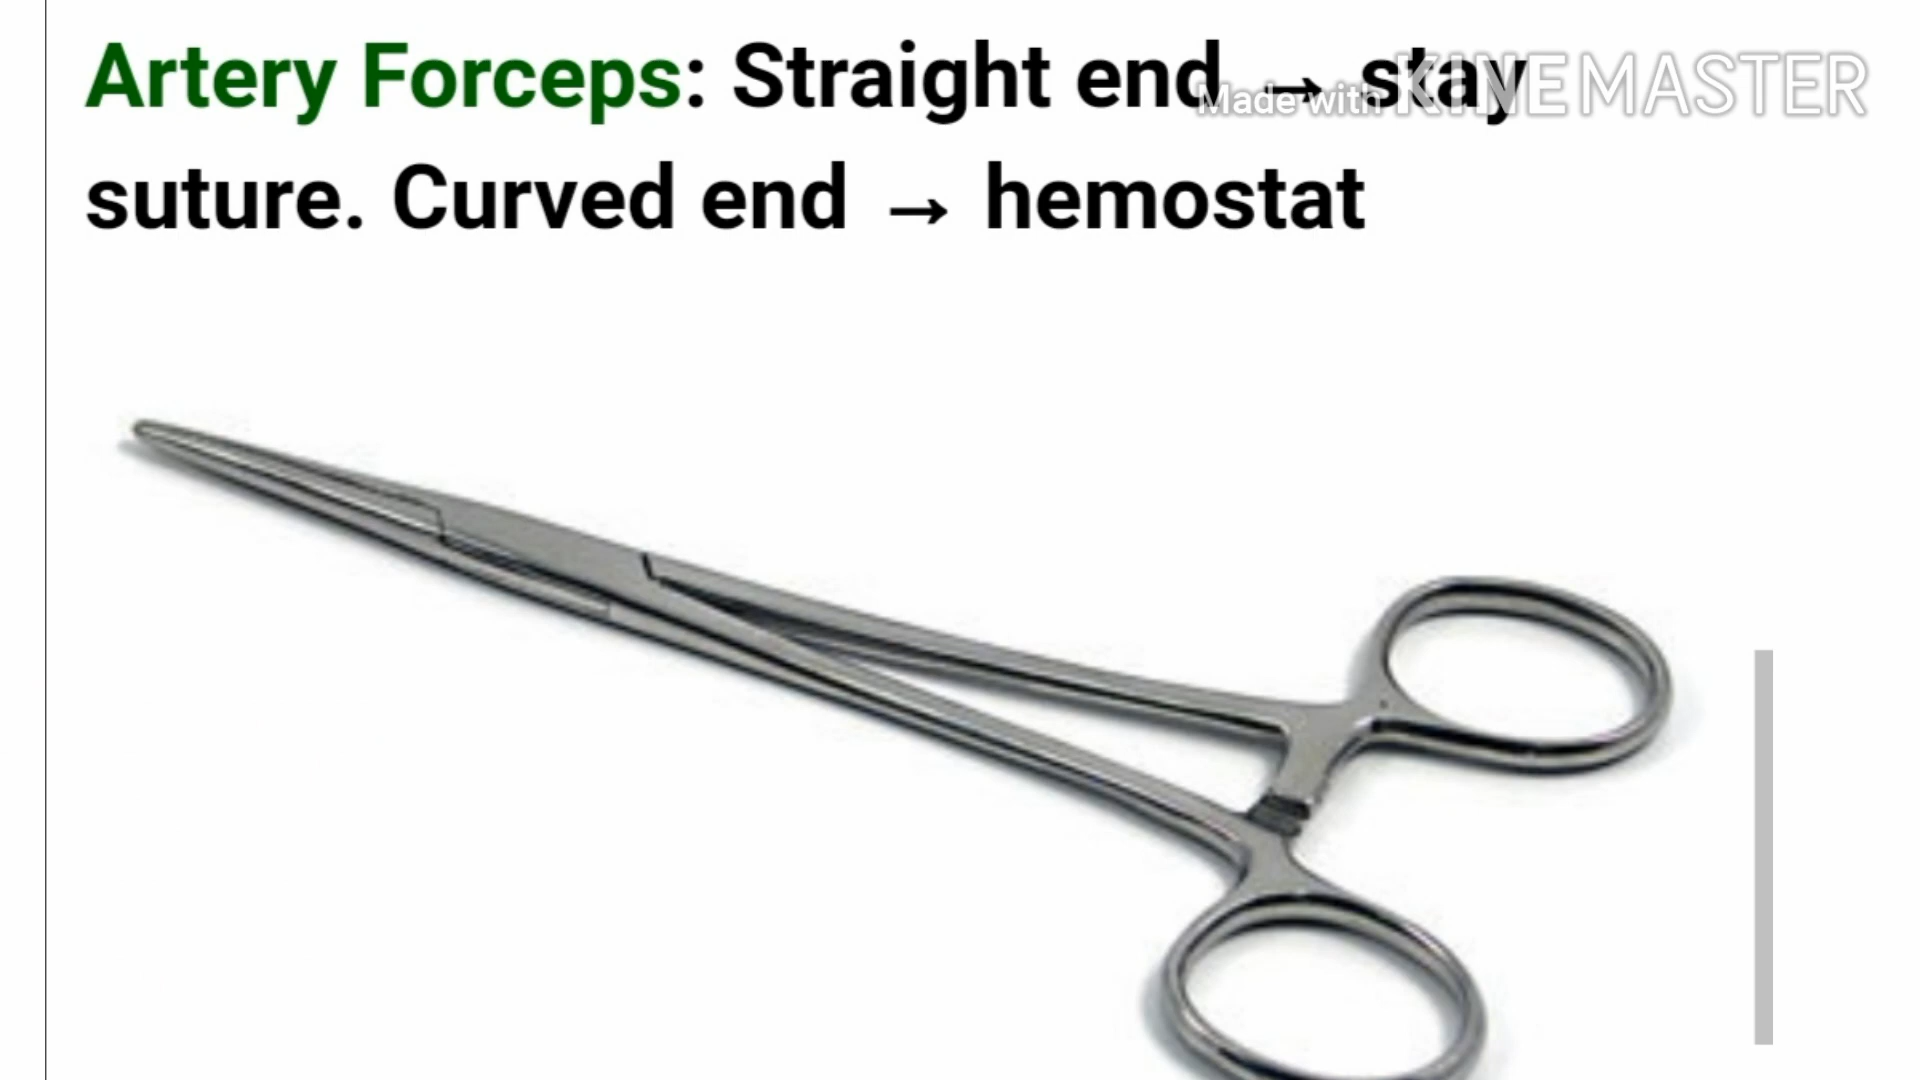 Artery Forceps: Straight end → stay
Made with KINEMASTER
suture. Curved end → hemostat